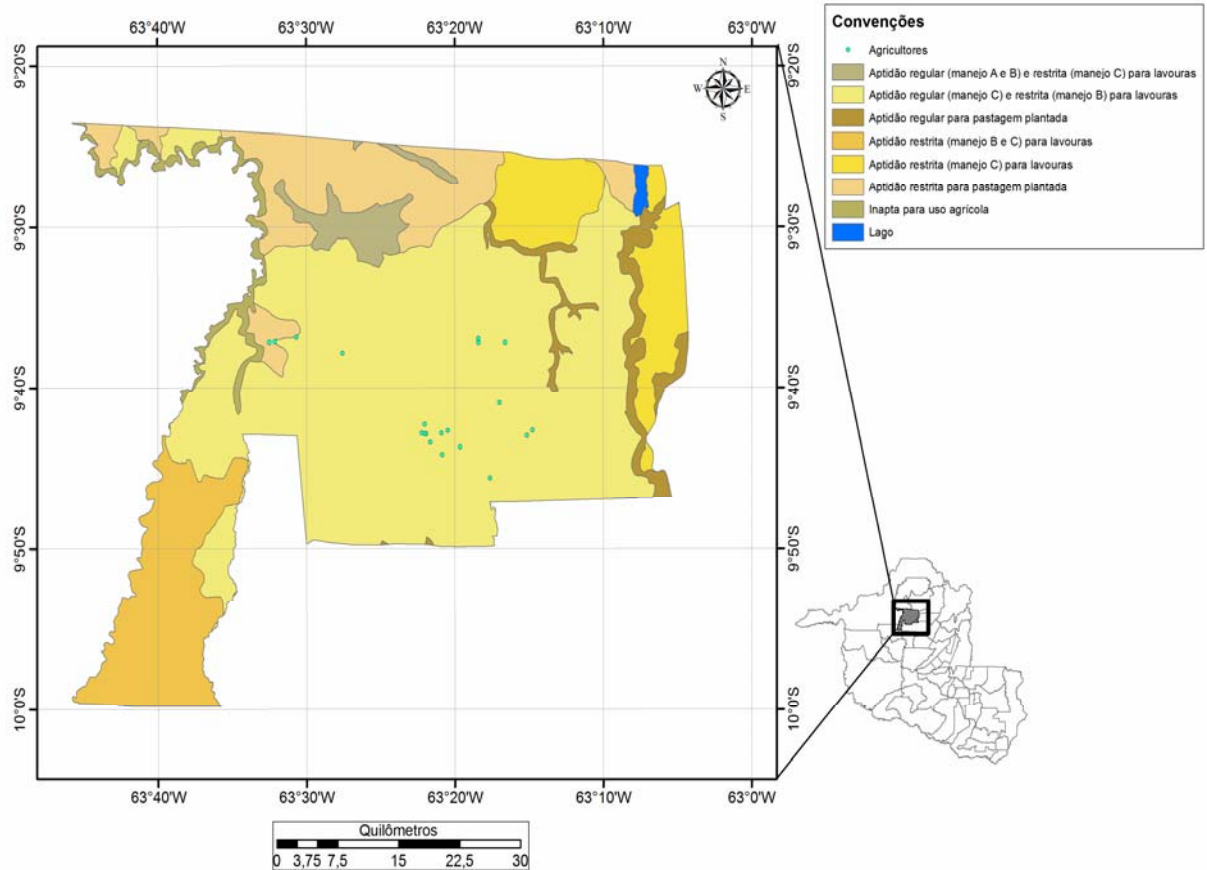 63°40'W 63°30'W 63°20'W 63°10'W 63°0'W
9°20'S 9°20'S
9°30'S 9°30'S
9°40'S 9°40'S
9°50'S 9°50'S
10°0'S 10°0'S
63°40'W 63°30'W 63°20'W 63°10'W 63°0'W
N
W E
S
Convenções
Agricultores
Aptidão regular (manejo A e B) e restrita (manejo C) para lavouras
Aptidão regular (manejo C) e restrita (manejo B) para lavouras
Aptidão regular para pastagem plantada
Aptidão restrita (manejo B e C) para lavouras
Aptidão restrita (manejo C) para lavouras
Aptidão restrita para pastagem plantada
Inapta para uso agrícola
Lago
Quilômetros
0 3,75 7,5 15 22,5 30